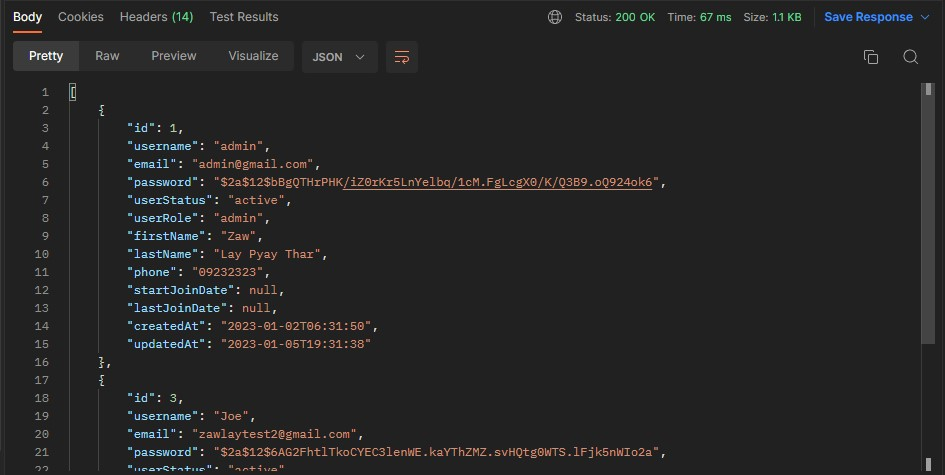 Body Cookies Headers (14) Test Results Status: 200 OK Time: 67 ms Size: 1.1 KB Save Response
Pretty Raw Preview Visualize JSON
1 [
2 {
3 "id": 1,
4 "username": "admin",
5 "email": "admin@gmail.com",
6 "password": "$2a$12$bBgQTHrPHK/iZ0rKr5LnYelbq/1cM.FgLcgX0/K/Q3B9.oQ924ok6",
7 "userStatus": "active",
8 "userRole": "admin",
9 "firstName": "Zaw",
10 "lastName": "Lay Pyay Thar",
11 "phone": "09232323",
12 "startJoinDate": null,
13 "lastJoinDate": null,
14 "createdAt": "2023-01-02T06:31:50",
15 "updatedAt": "2023-01-05T19:31:38"
16 },
17 {
18 "id": 3,
19 "username": "Joe",
20 "email": "zawlaytest2@gmail.com",
21 "password": "$2a$12$6AG2FhtlTkoCYEC3lenWE.kaYThZMZ.svHQtg0WTS.lFjk5nWIo2a",
22 "userStatus": "active"